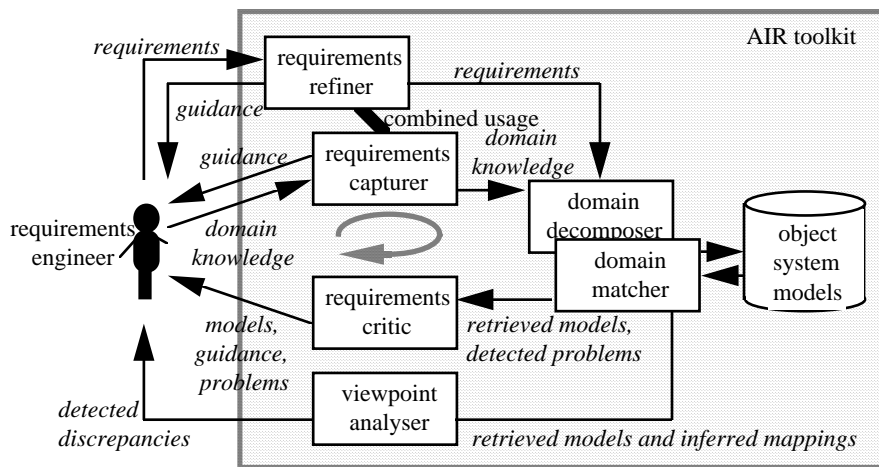 AIR toolkit
requirements
requirements
refiner
requirements
guidance
combined usage
guidance
requirements
capturer
domain
knowledge
requirements
engineer
domain
knowledge
domain
decomposer
domain
matcher
object
system
models
requirements
critic
models,
guidance,
problems
retrieved models,
detected problems
viewpoint
analyser
detected
discrepancies
retrieved models and inferred mappings